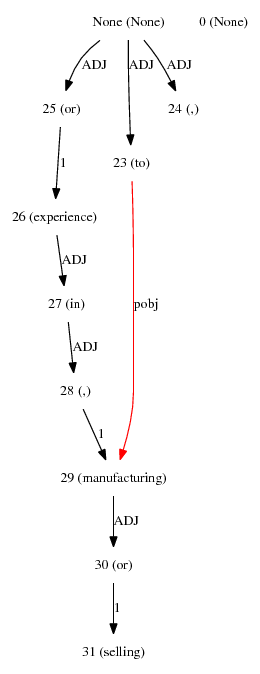 None (None) 0 (None)
ADJ ADJ ADJ
25 (or) 24 (,)
1 23 (to)
26 (experience)
ADJ
27 (in) pobj
ADJ
28 (,)
1
29 (manufacturing)
ADJ
30 (or)
1
31 (selling)